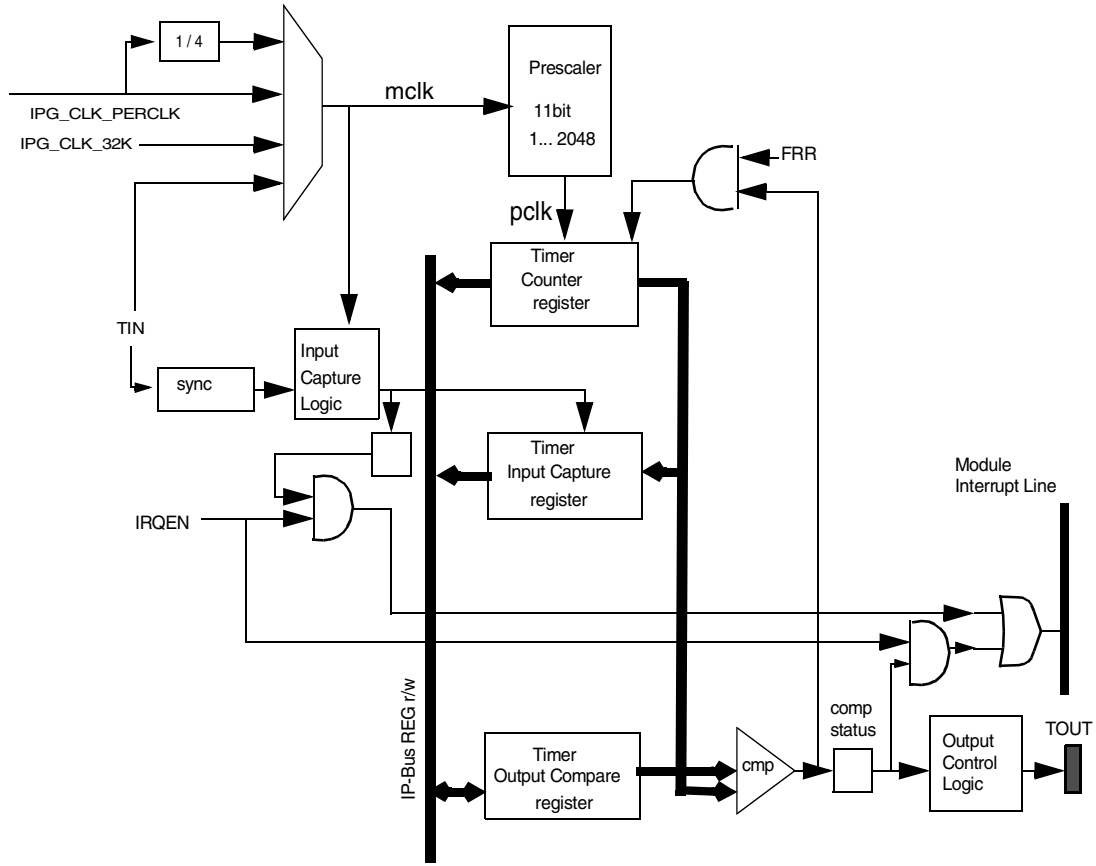 1 / 4
IPG_CLK_PERCLK
IPG_CLK_32K
mclk
Prescaler
11bit
1... 2048
FRR
pclk
Timer
Counter
register
TIN
sync
Input
Capture
Logic
Timer
Input Capture
register
IRQEN
Module
Interrupt Line
IP-Bus REG r/w
Timer
Output Compare
register
cmp
comp
status
Output
Control
Logic
TOUT